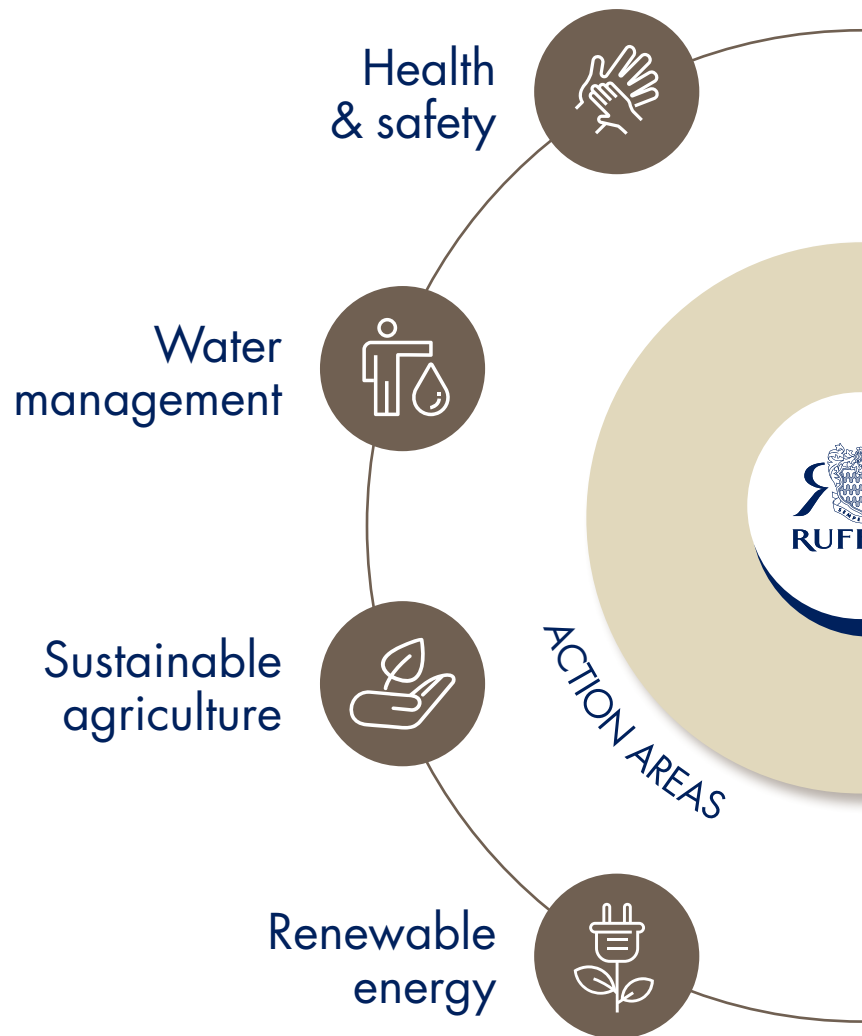 Health
& safety
Water
management
Sustainable
agriculture
ACTION AREAS
Renewable
energy